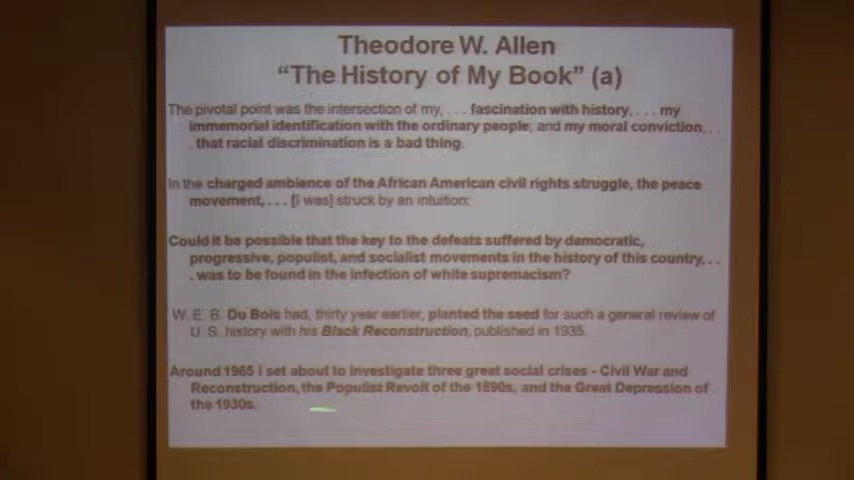 Theodore W. Allen
“The History of My Book” (a)
The pivotal point was the intersection of my, . . . fascination with history, . . . my
immemorial identification with the ordinary people, and my moral conviction, . .
. that racial discrimination is a bad thing.
In the charged ambience of the African American civil rights struggle, the peace
movement, . . . [I was] struck by an intuition:
Could it be possible that the key to the defeats suffered by democratic,
progressive, populist, and socialist movements in the history of this country, . .
. was to be found in the infection of white supremacism?
W. E. B. Du Bois had, thirty year earlier, planted the seed for such a general review of
U. S. history with his Black Reconstruction, published in 1935.
Around 1965 I set about to investigate three great social crises - Civil War and
Reconstruction, the Populist Revolt of the 1890s, and the Great Depression of
the 1930s.